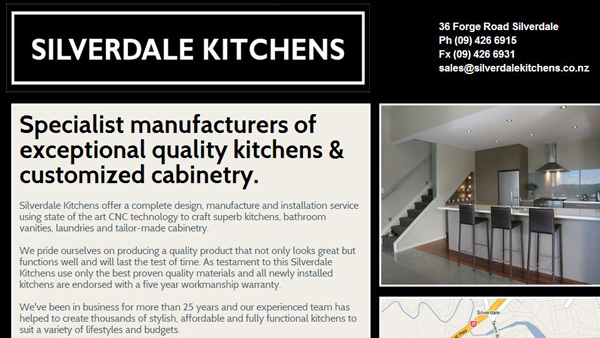 SILVERDALE KITCHENS
36 Forge Road Silverdale
Ph (09) 426 6915
Fx (09) 426 6931
sales@silverdalekitchens.co.nz
Specialist manufacturers of
exceptional quality kitchens &
customized cabinetry.
Silverdale Kitchens offer a complete design, manufacture and installation service
using state of the art CNC technology to craft superb kitchens, bathroom
vanities, laundries and tailor-made cabinetry.
We pride ourselves on producing a quality product that not only looks great but
functions well and will last the test of time. As testament to this Silverdale
Kitchens use only the best proven quality materials and all newly installed
kitchens are endorsed with a five year workmanship warranty.
We've been in business for more than 25 years and our experienced team has
helped to create thousands of stylish, affordable and fully functional kitchens to
suit a variety of lifestyles and budgets.
Silverdale